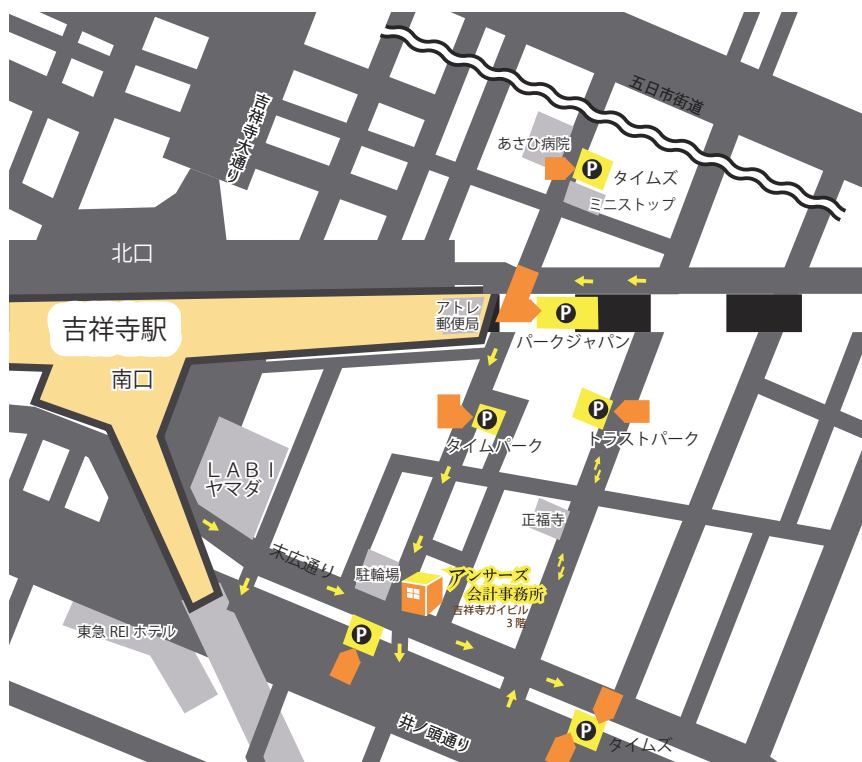 五日市街道
吉祥寺大通り
あさひ病院
P
タイムズ
ミニストップ
北口
アトレ
郵便局
P
パークジャパン
吉祥寺駅
南口
P
タイムパーク
P
トラストパーク
ＬＡＢＩ
ヤマダ
正福寺
末広通り
駐輪場
アンサーズ
会計事務所
吉祥寺ガイビル
3 階
東急 REI ホテル
P
井ノ頭通り
P
タイムズ